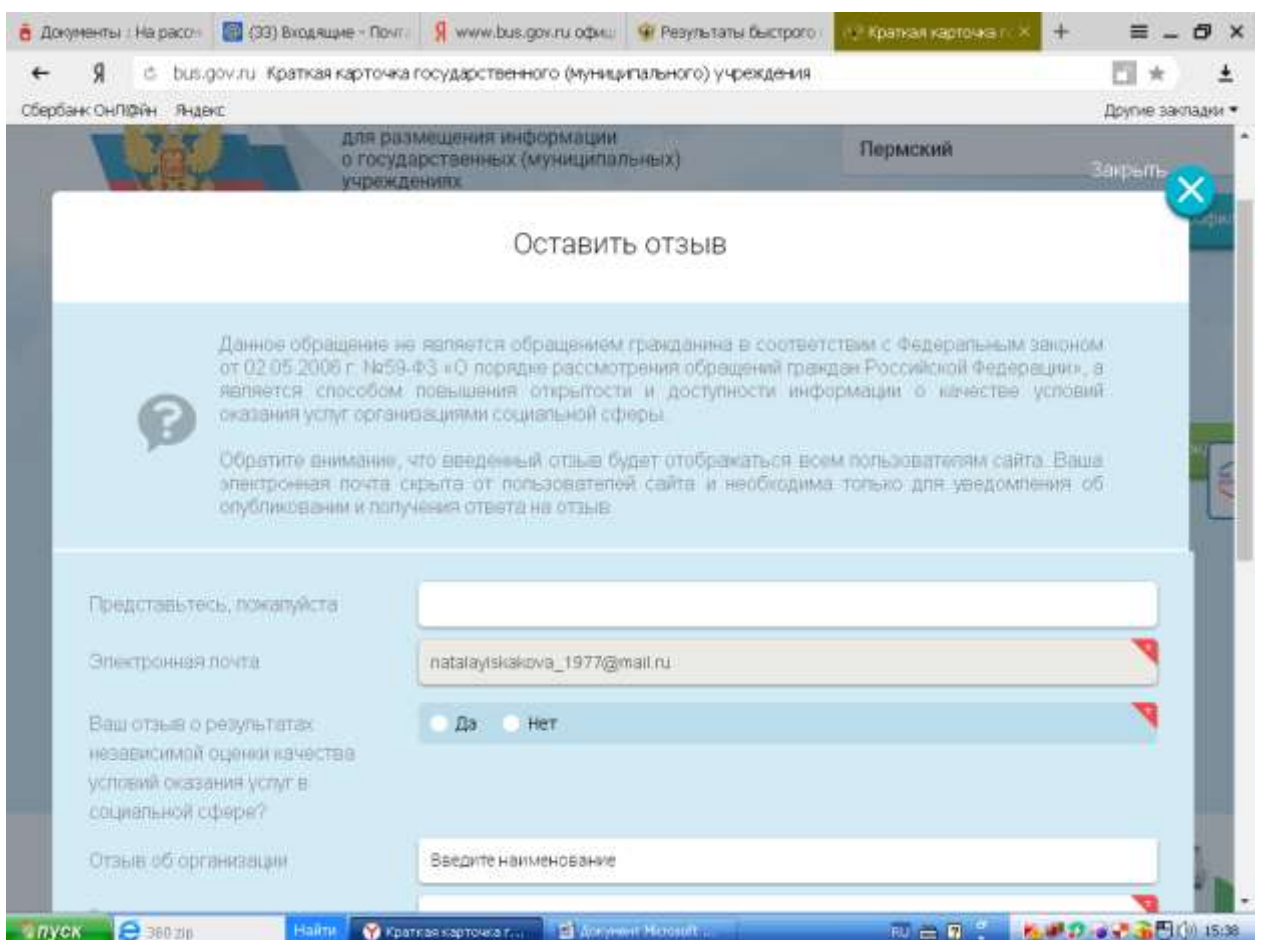 Документы : На рассм
(33) Входящие - Почт
www.bus.gov.ru офиц
Результаты быстрого
Краткая карточка г
bus.gov.ru Краткая карточка государственного (муниципального) учреждения
Яндекс
Другие закладки
для размещения информации
о государственных (муниципальных)
учреждениях
Пермский
Закрыть
Оставить отзыв
Данное обращение не является обращением гражданина в соответствии с Федеральным законом
от 02.05.2006 г. №59-ФЗ «О порядке рассмотрения обращений граждан Российской Федерации», а
является способом повышения открытости и доступности информации о качестве условий
оказания услуг организациями социальной сферы.
Обратите внимание, что введенный отзыв будет отображаться всем пользователям сайта. Ваша
электронная почта скрыта от пользователей сайта и необходима только для уведомления об
опубликовании и получения ответа на отзыв.
Представьтесь, пожалуйста
Электронная почта
natalayiskakova_1977@mail.ru
Ваш отзыв о результатах
независимой оценки качества
условий оказания услуг в
социальной сфере?
Да Нет
Отзыв об организации
Введите наименование
пуск
360 zip
Найти
Краткая карточка г...
Документ Microsoft ...
RU
15:38